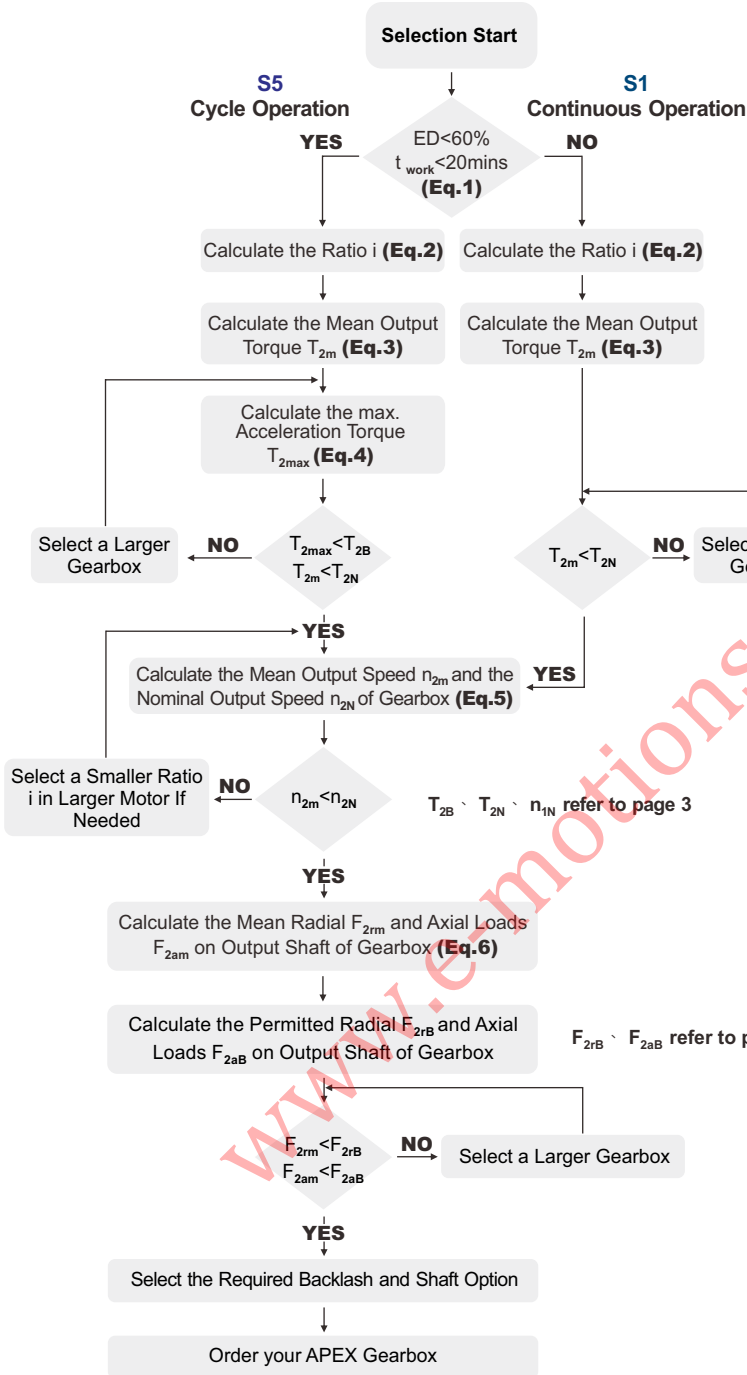 Selection Start
S5
Cycle Operation
S1
Continuous Operation
YES
ED<60%
t work<20mins
(Eq.1)
NO
Calculate the Ratio i (Eq.2)
Calculate the Ratio i (Eq.2)
Calculate the Mean Output
Torque T2m (Eq.3)
Calculate the Mean Output
Torque T2m (Eq.3)
Calculate the max.
Acceleration Torque
T2max (Eq.4)
Select a Larger
Gearbox
NO
T2max<T2B
T2m<T2N
T2m<T2N
NO
Select
YES
Calculate the Mean Output Speed n2m and the
Nominal Output Speed n2N of Gearbox (Eq.5)
YES
Select a Smaller Ratio
i in Larger Motor If
Needed
NO
n2m<n2N
T2B、T2N、n1N refer to page 3
YES
Calculate the Mean Radial F2rm and Axial Loads
F2am on Output Shaft of Gearbox (Eq.6)
Calculate the Permitted Radial F2rB and Axial
Loads F2aB on Output Shaft of Gearbox
F2rB、F2aB refer to p
F2rm<F2rB
F2am<F2aB
NO
Select a Larger Gearbox
YES
Select the Required Backlash and Shaft Option
Order your APEX Gearbox
www.e-motions